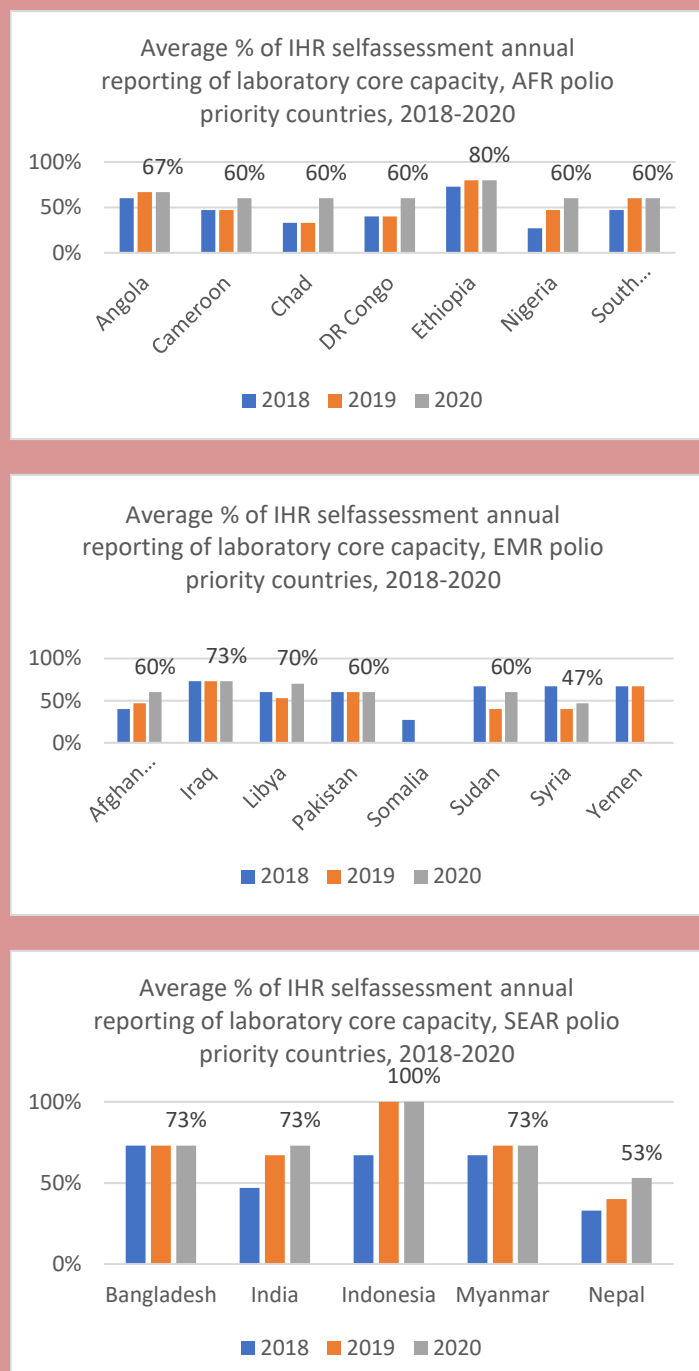 Average % of IHR selfassessment annual
reporting of laboratory core capacity, AFR polio
priority countries, 2018-2020
100%
50%
0%
67%
60%
60%
60%
80%
60%
60%
Angola
Cameroon
Chad
DR Congo
Ethiopia
Nigeria
South...
2018 2019 2020
Average % of IHR selfassessment annual
reporting of laboratory core capacity, EMR polio
priority countries, 2018-2020
100%
50%
0%
60%
73%
70%
60%
60%
47%
Afghan...
Iraq
Libya
Pakistan
Somalia
Sudan
Syria
Yemen
2018 2019 2020
Average % of IHR selfassessment annual
reporting of laboratory core capacity, SEAR polio
priority countries, 2018-2020
100%
50%
0%
73%
73%
100%
73%
53%
Bangladesh India Indonesia Myanmar Nepal
2018 2019 2020